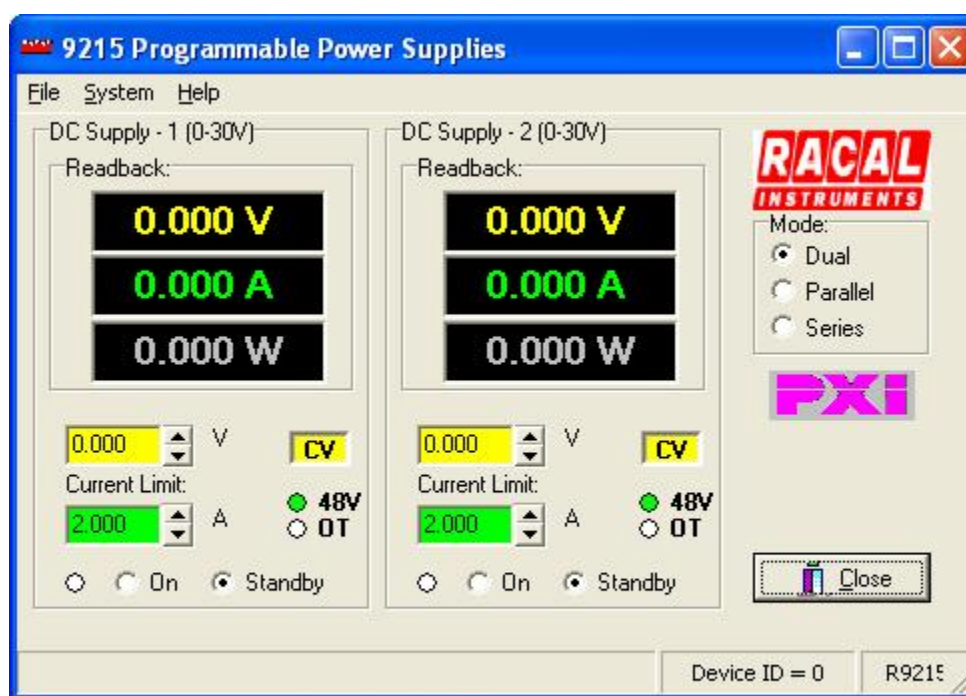 9215 Programmable Power Supplies
File System Help
DC Supply - 1 (0-30V)
Readback:
0.000 V
0.000 A
0.000 W
0.000 V
CV
Current Limit:
2.000 A
48V
OT
On Standby
DC Supply - 2 (0-30V)
Readback:
0.000 V
0.000 A
0.000 W
0.000 V
CV
Current Limit:
2.000 A
48V
OT
On Standby
RACAL
INSTRUMENTS
Mode:
Dual
Parallel
Series
PXI
Close
Device ID = 0
R9215